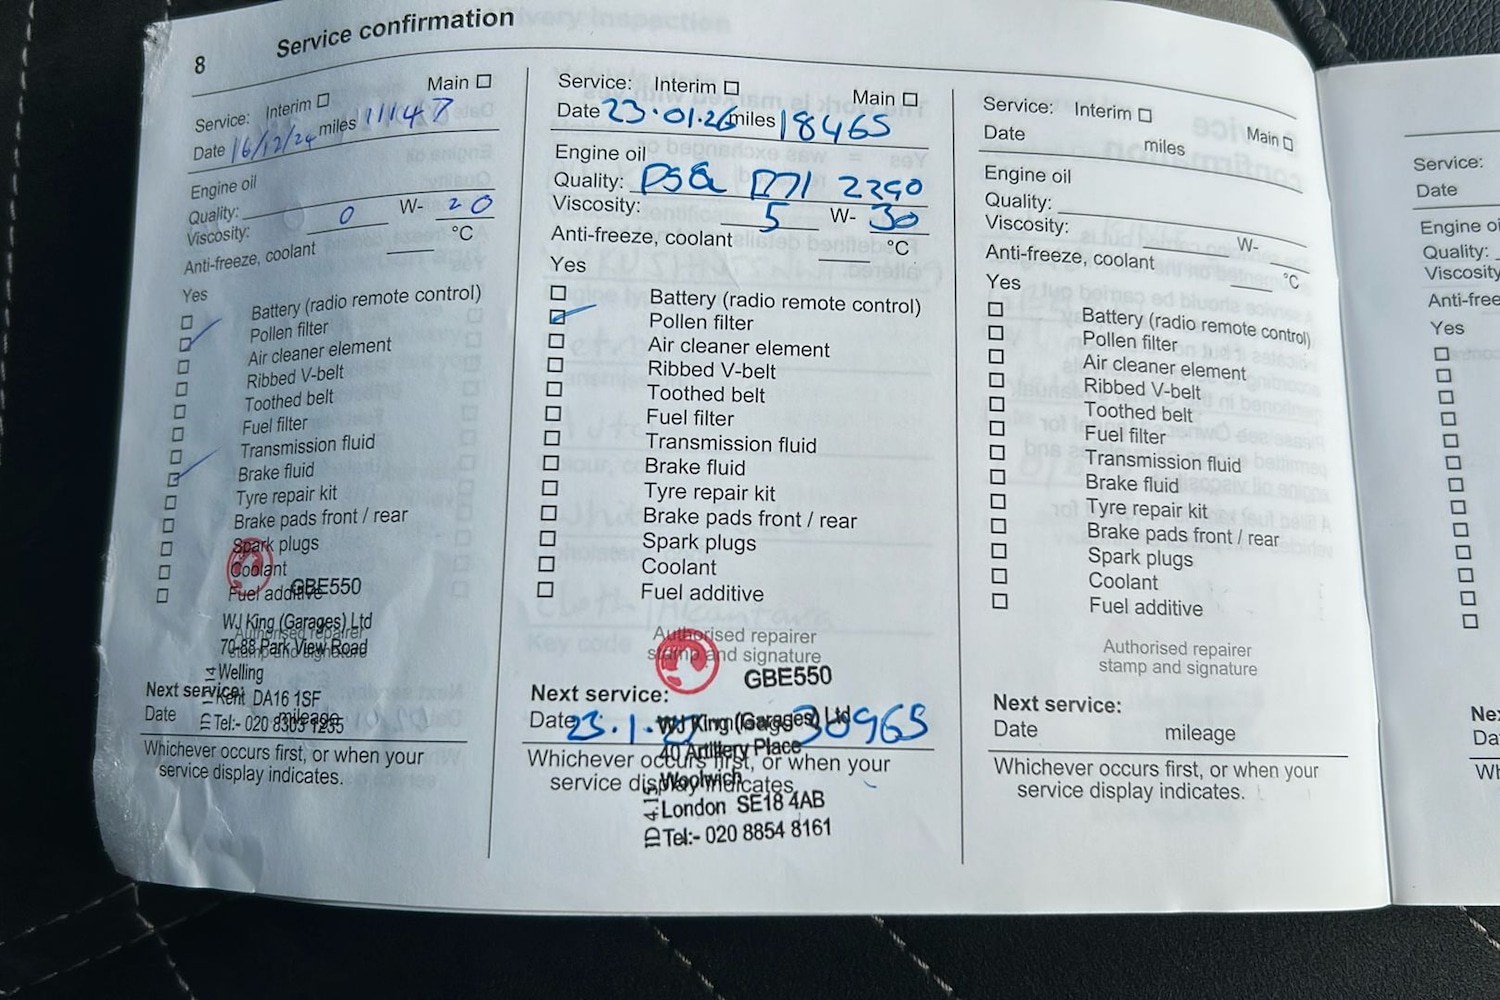 8 Service confirmation
Service: Interim Main
Date 16/12/24 miles 11147
Engine oil
Quality:
Viscosity: 0 W- 20
Anti-freeze, coolant °C
Yes
Battery (radio remote control)
Pollen filter
Air cleaner element
Ribbed V-belt
Toothed belt
Fuel filter
Transmission fluid
Brake fluid
Tyre repair kit
Brake pads front / rear
Spark plugs
Coolant
Fuel additive
GBE550
WJ King (Garages) Ltd
Authorised repairer
70-88 Park View Road
stamp and signature
Welling
Next service:
Kent DA16 1SF
Date mileage
Tel:- 020 8303 1235
Whichever occurs first, or when your
service display indicates.
Service: Interim Main
Date 23.01.26 miles 18465
Engine oil
Quality: PSA B71 2290
Viscosity: 5 W- 30
Anti-freeze, coolant °C
Yes
Battery (radio remote control)
Pollen filter
Air cleaner element
Ribbed V-belt
Toothed belt
Fuel filter
Transmission fluid
Brake fluid
Tyre repair kit
Brake pads front / rear
Spark plugs
Coolant
Fuel additive
Authorised repairer
stamp and signature
GBE550
Next service:
Date 23.1.27 mileage 30965
WJ King (Garages) Ltd
40 Artillery Place
Whichever occurs first, or when your
Woolwich
service display indicates.
London SE18 4AB
Tel:- 020 8854 8161
Service: Interim Main
Date miles
Engine oil
Quality:
Viscosity: W-
Anti-freeze, coolant °C
Yes
Battery (radio remote control)
Pollen filter
Air cleaner element
Ribbed V-belt
Toothed belt
Fuel filter
Transmission fluid
Brake fluid
Tyre repair kit
Brake pads front / rear
Spark plugs
Coolant
Fuel additive
Authorised repairer
stamp and signature
Next service:
Date mileage
Whichever occurs first, or when your
service display indicates.
Service:
Date
Engine
Quality:
Viscosity
Yes